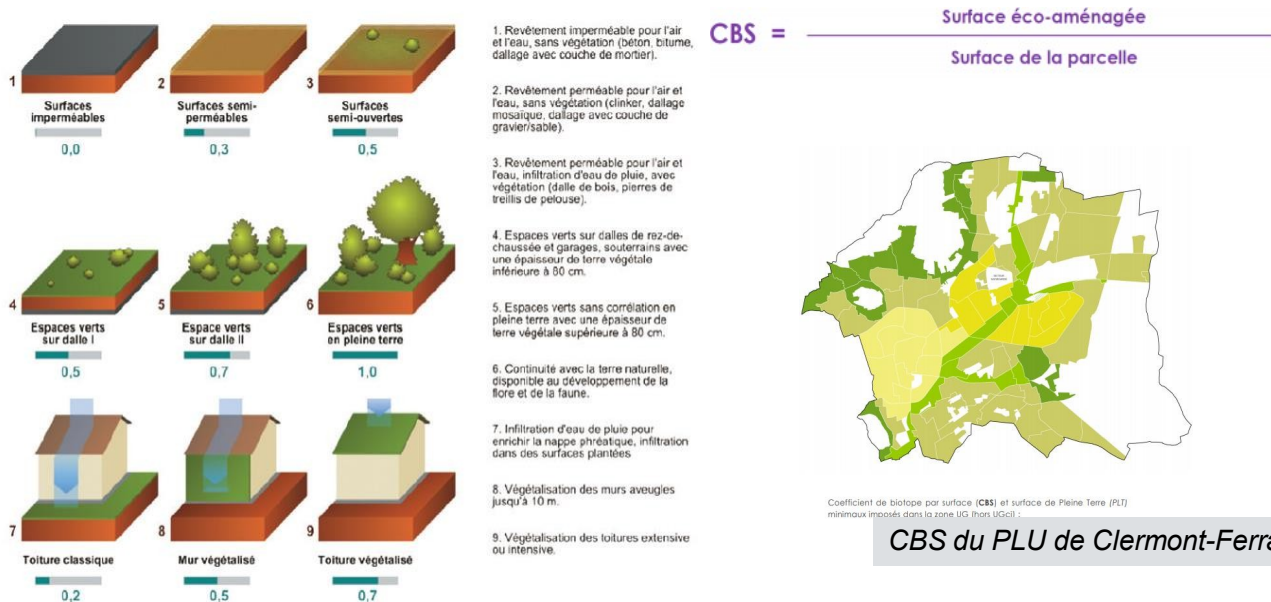 1
Surfaces
imperméables
0,0
2
Surfaces semi-
perméables
0,3
3
Surfaces
semi-ouvertes
0,5
4
Espaces verts
sur dalle I
0,5
5
Espace verts
sur dalle II
0,7
6
Espaces verts
en pleine terre
1,0
7
Toiture classique
0,2
8
Mur végétalisé
0,5
9
Toiture végétalisé
0,7
1. Revêtement imperméable pour l'air
et l'eau, sans végétation (béton, bitume,
dallage avec couche de mortier).
2. Revêtement perméable pour l'air et
l'eau, sans végétation (clinker, dallage
mosaïque, dallage avec couche de
gravier/sable).
3. Revêtement perméable pour l'air et
l'eau, infiltration d'eau de pluie, avec
végétation (dalle de bois, pierres de
treillis de pelouse).
4. Espaces verts sur dalles de rez-de-
chaussée et garages, souterrains avec
une épaisseur de terre végétale
inférieure à 80 cm.
5. Espaces verts sans corrélation en
pleine terre avec une épaisseur de
terre végétale supérieure à 80 cm.
6. Continuité avec la terre naturelle,
disponible au développement de la
flore et de la faune.
7. Infiltration d'eau de pluie pour
enrichir la nappe phréatique, infiltration
dans des surfaces plantées
8. Végétalisation des murs aveugles
jusqu'à 10 m.
9. Végétalisation des toitures extensive
ou intensive.
CBS =
Surface éco-aménagée
Surface de la parcelle
Coefficient de biotope par surface (CBS) et surface de Pleine Terre (PLT)
minimaux imposés dans la zone UG (hors UGci) :
CBS du PLU de Clermont-Ferra